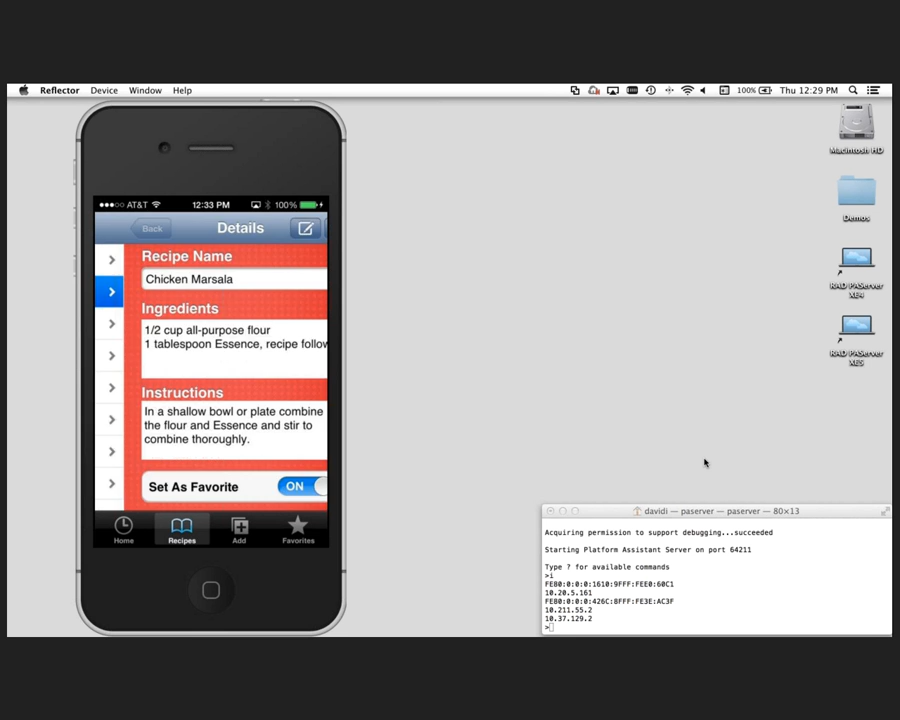 Reflector Device Window Help 100% Thu 12:29 PM
Macintosh HD
Demos
RAD PAServer
XE4
RAD PAServer
XE5
AT&T 12:33 PM 100%
Back Details
Recipe Name
Chicken Marsala
Ingredients
1/2 cup all-purpose flour
1 tablespoon Essence, recipe follow
Instructions
In a shallow bowl or plate combine
the flour and Essence and stir to
combine thoroughly.
Set As Favorite ON
Home Recipes Add Favorites
davidi — paserver — paserver — 80×13
Acquiring permission to support debugging...succeeded
Starting Platform Assistant Server on port 64211
Type ? for available commands
>i
FE80:0:0:0:1610:9FFF:FEE0:60C1
10.20.5.161
FE80:0:0:0:426C:8FFF:FE3E:AC3F
10.211.55.2
10.37.129.2
>